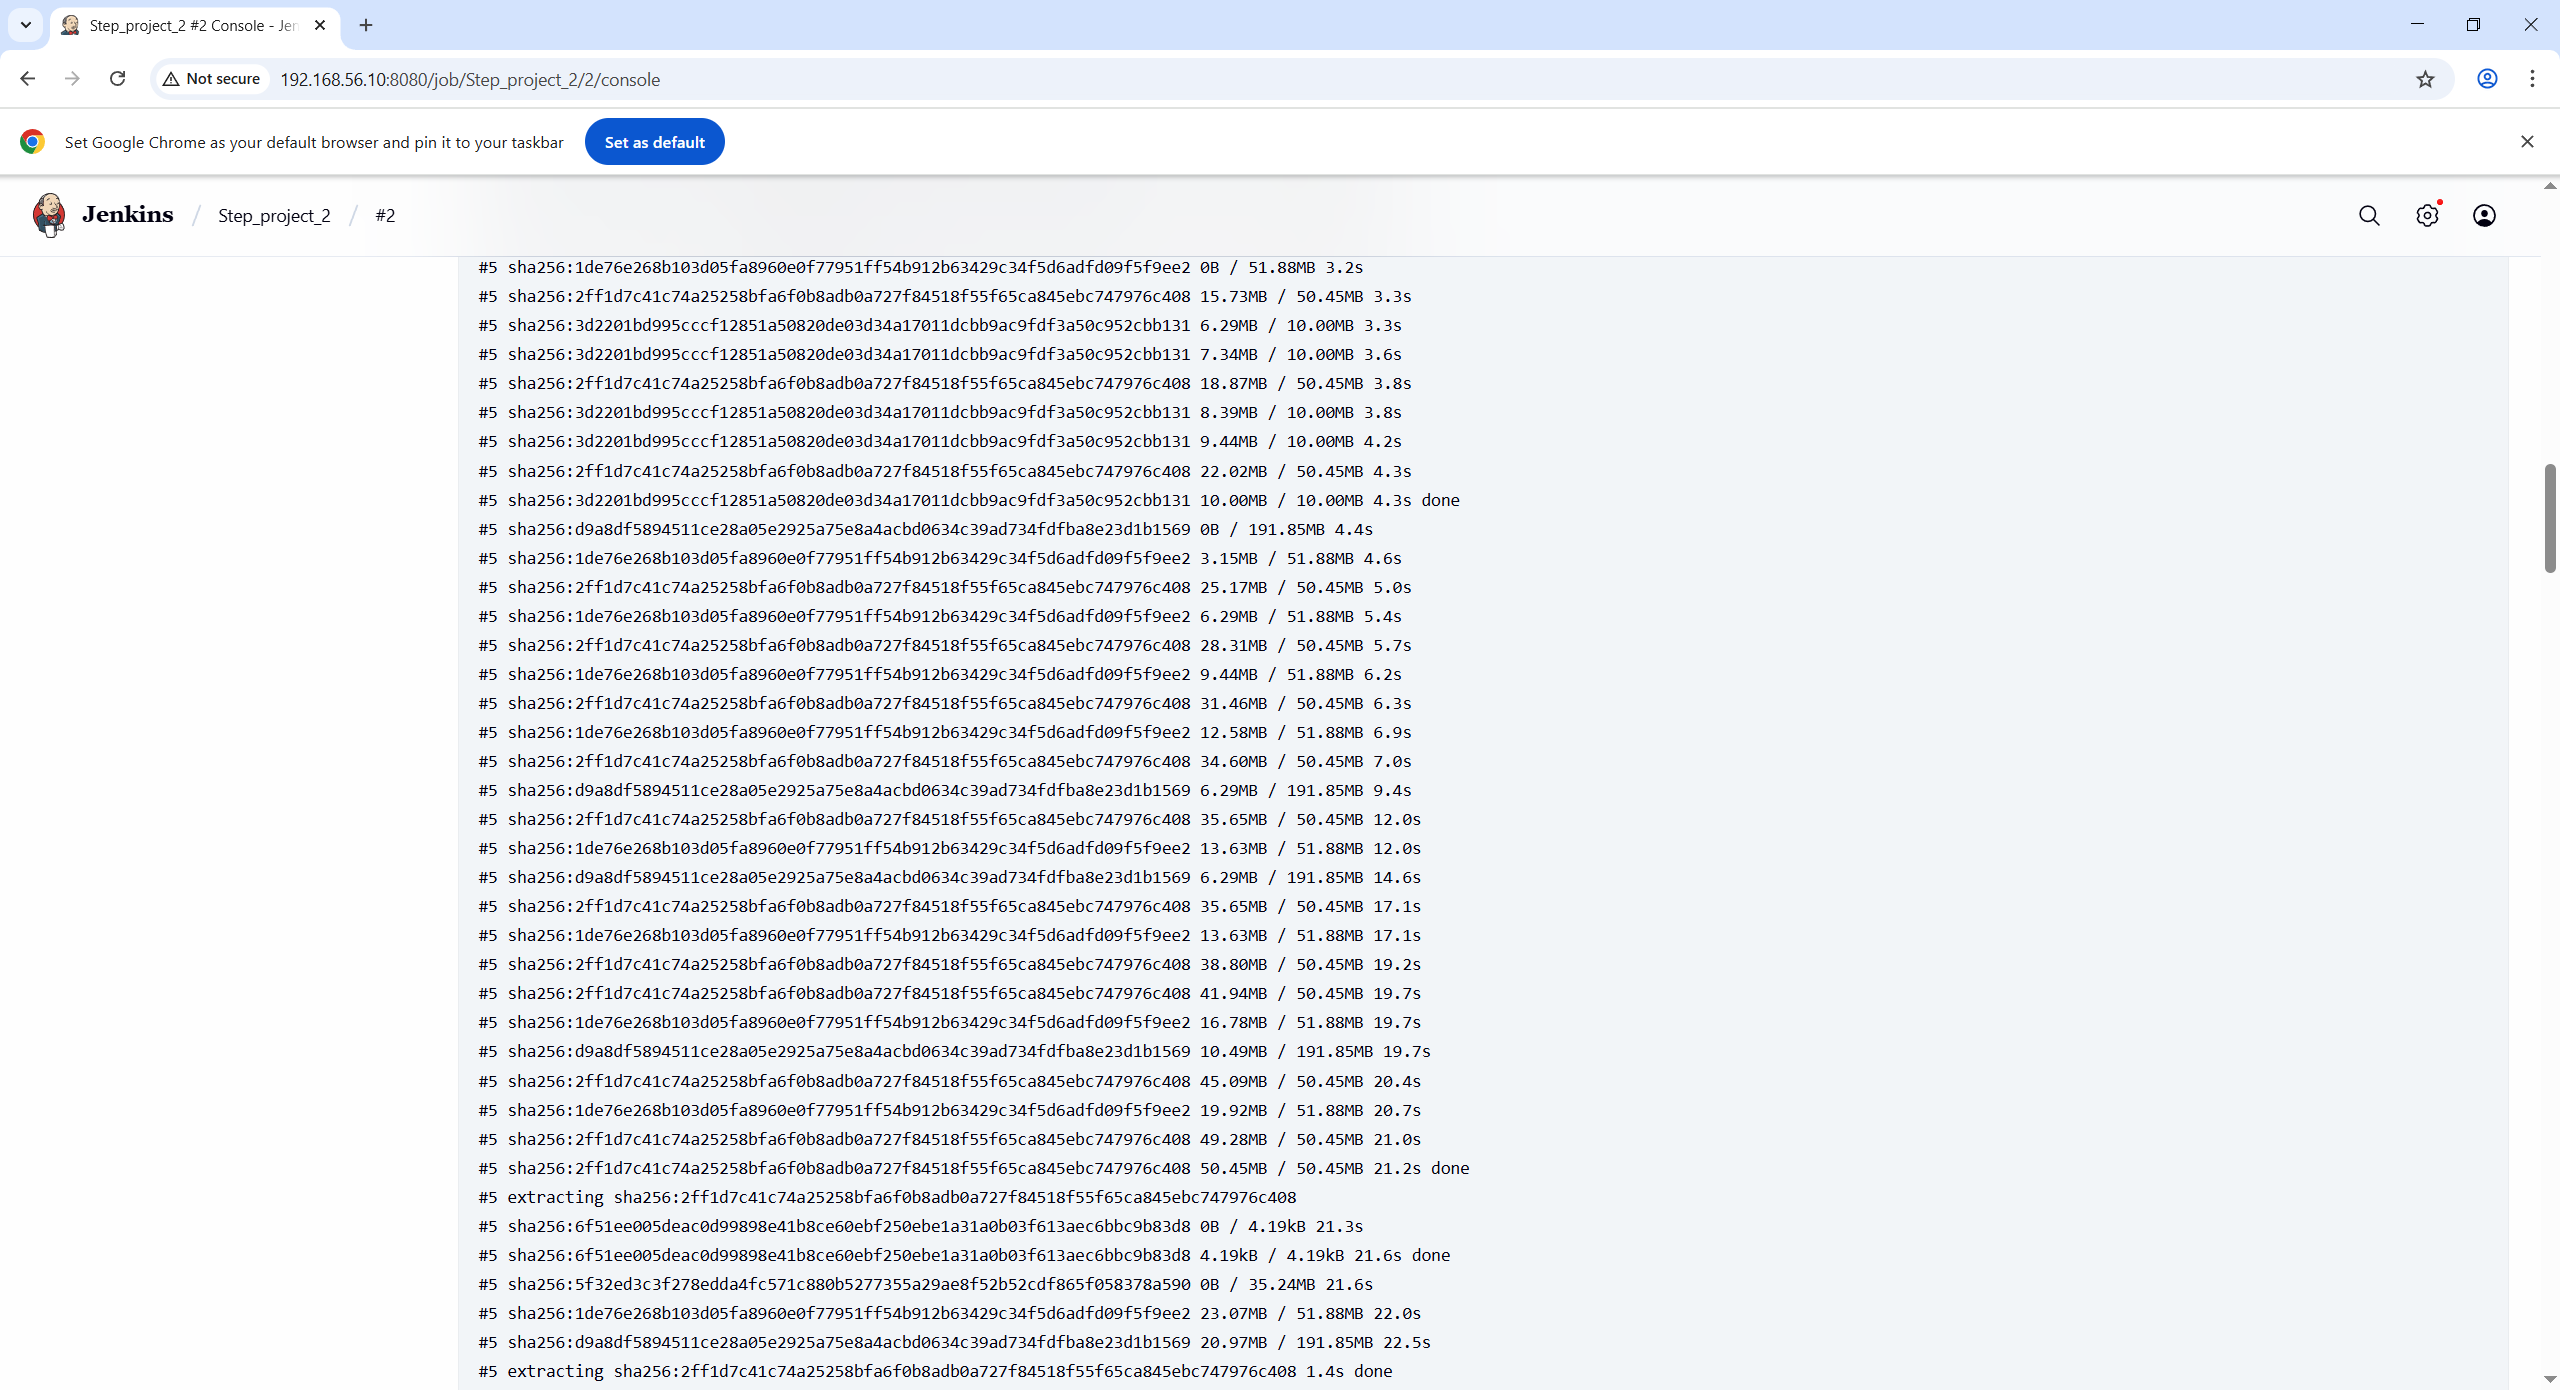 Step_project_2 #2 Console - Jen
Not secure
192.168.56.10:8080/job/Step_project_2/2/console
Set Google Chrome as your default browser and pin it to your taskbar
Set as default
Jenkins / Step_project_2 / #2
#5 sha256:1de76e268b103d05fa8960e0f77951ff54b912b63429c34f5d6adfd09f5f9ee2 0B / 51.88MB 3.2s
#5 sha256:2ff1d7c41c74a25258bfa6f0b8adb0a727f84518f55f65ca845ebc747976c408 15.73MB / 50.45MB 3.3s
#5 sha256:3d2201bd995cccf12851a50820de03d34a17011dcbb9ac9fdf3a50c952cbb131 6.29MB / 10.00MB 3.3s
#5 sha256:3d2201bd995cccf12851a50820de03d34a17011dcbb9ac9fdf3a50c952cbb131 7.34MB / 10.00MB 3.6s
#5 sha256:2ff1d7c41c74a25258bfa6f0b8adb0a727f84518f55f65ca845ebc747976c408 18.87MB / 50.45MB 3.8s
#5 sha256:3d2201bd995cccf12851a50820de03d34a17011dcbb9ac9fdf3a50c952cbb131 8.39MB / 10.00MB 3.8s
#5 sha256:3d2201bd995cccf12851a50820de03d34a17011dcbb9ac9fdf3a50c952cbb131 9.44MB / 10.00MB 4.2s
#5 sha256:2ff1d7c41c74a25258bfa6f0b8adb0a727f84518f55f65ca845ebc747976c408 22.02MB / 50.45MB 4.3s
#5 sha256:3d2201bd995cccf12851a50820de03d34a17011dcbb9ac9fdf3a50c952cbb131 10.00MB / 10.00MB 4.3s done
#5 sha256:d9a8df5894511ce28a05e2925a75e8a4acbd0634c39ad734fdfba8e23d1b1569 0B / 191.85MB 4.4s
#5 sha256:1de76e268b103d05fa8960e0f77951ff54b912b63429c34f5d6adfd09f5f9ee2 3.15MB / 51.88MB 4.6s
#5 sha256:2ff1d7c41c74a25258bfa6f0b8adb0a727f84518f55f65ca845ebc747976c408 25.17MB / 50.45MB 5.0s
#5 sha256:1de76e268b103d05fa8960e0f77951ff54b912b63429c34f5d6adfd09f5f9ee2 6.29MB / 51.88MB 5.4s
#5 sha256:2ff1d7c41c74a25258bfa6f0b8adb0a727f84518f55f65ca845ebc747976c408 28.31MB / 50.45MB 5.7s
#5 sha256:1de76e268b103d05fa8960e0f77951ff54b912b63429c34f5d6adfd09f5f9ee2 9.44MB / 51.88MB 6.2s
#5 sha256:2ff1d7c41c74a25258bfa6f0b8adb0a727f84518f55f65ca845ebc747976c408 31.46MB / 50.45MB 6.3s
#5 sha256:1de76e268b103d05fa8960e0f77951ff54b912b63429c34f5d6adfd09f5f9ee2 12.58MB / 51.88MB 6.9s
#5 sha256:2ff1d7c41c74a25258bfa6f0b8adb0a727f84518f55f65ca845ebc747976c408 34.60MB / 50.45MB 7.0s
#5 sha256:d9a8df5894511ce28a05e2925a75e8a4acbd0634c39ad734fdfba8e23d1b1569 6.29MB / 191.85MB 9.4s
#5 sha256:2ff1d7c41c74a25258bfa6f0b8adb0a727f84518f55f65ca845ebc747976c408 35.65MB / 50.45MB 12.0s
#5 sha256:1de76e268b103d05fa8960e0f77951ff54b912b63429c34f5d6adfd09f5f9ee2 13.63MB / 51.88MB 12.0s
#5 sha256:d9a8df5894511ce28a05e2925a75e8a4acbd0634c39ad734fdfba8e23d1b1569 6.29MB / 191.85MB 14.6s
#5 sha256:2ff1d7c41c74a25258bfa6f0b8adb0a727f84518f55f65ca845ebc747976c408 35.65MB / 50.45MB 17.1s
#5 sha256:1de76e268b103d05fa8960e0f77951ff54b912b63429c34f5d6adfd09f5f9ee2 13.63MB / 51.88MB 17.1s
#5 sha256:2ff1d7c41c74a25258bfa6f0b8adb0a727f84518f55f65ca845ebc747976c408 38.80MB / 50.45MB 19.2s
#5 sha256:2ff1d7c41c74a25258bfa6f0b8adb0a727f84518f55f65ca845ebc747976c408 41.94MB / 50.45MB 19.7s
#5 sha256:1de76e268b103d05fa8960e0f77951ff54b912b63429c34f5d6adfd09f5f9ee2 16.78MB / 51.88MB 19.7s
#5 sha256:d9a8df5894511ce28a05e2925a75e8a4acbd0634c39ad734fdfba8e23d1b1569 10.49MB / 191.85MB 19.7s
#5 sha256:2ff1d7c41c74a25258bfa6f0b8adb0a727f84518f55f65ca845ebc747976c408 45.09MB / 50.45MB 20.4s
#5 sha256:1de76e268b103d05fa8960e0f77951ff54b912b63429c34f5d6adfd09f5f9ee2 19.92MB / 51.88MB 20.7s
#5 sha256:2ff1d7c41c74a25258bfa6f0b8adb0a727f84518f55f65ca845ebc747976c408 49.28MB / 50.45MB 21.0s
#5 sha256:2ff1d7c41c74a25258bfa6f0b8adb0a727f84518f55f65ca845ebc747976c408 50.45MB / 50.45MB 21.2s done
#5 extracting sha256:2ff1d7c41c74a25258bfa6f0b8adb0a727f84518f55f65ca845ebc747976c408
#5 sha256:6f51ee005deac0d99898e41b8ce60ebf250ebe1a31a0b03f613aec6bbc9b83d8 0B / 4.19kB 21.3s
#5 sha256:6f51ee005deac0d99898e41b8ce60ebf250ebe1a31a0b03f613aec6bbc9b83d8 4.19kB / 4.19kB 21.6s done
#5 sha256:5f32ed3c3f278edda4fc571c880b5277355a29ae8f52b52cdf865f058378a590 0B / 35.24MB 21.6s
#5 sha256:1de76e268b103d05fa8960e0f77951ff54b912b63429c34f5d6adfd09f5f9ee2 23.07MB / 51.88MB 22.0s
#5 sha256:d9a8df5894511ce28a05e2925a75e8a4acbd0634c39ad734fdfba8e23d1b1569 20.97MB / 191.85MB 22.5s
#5 extracting sha256:2ff1d7c41c74a25258bfa6f0b8adb0a727f84518f55f65ca845ebc747976c408 1.4s done